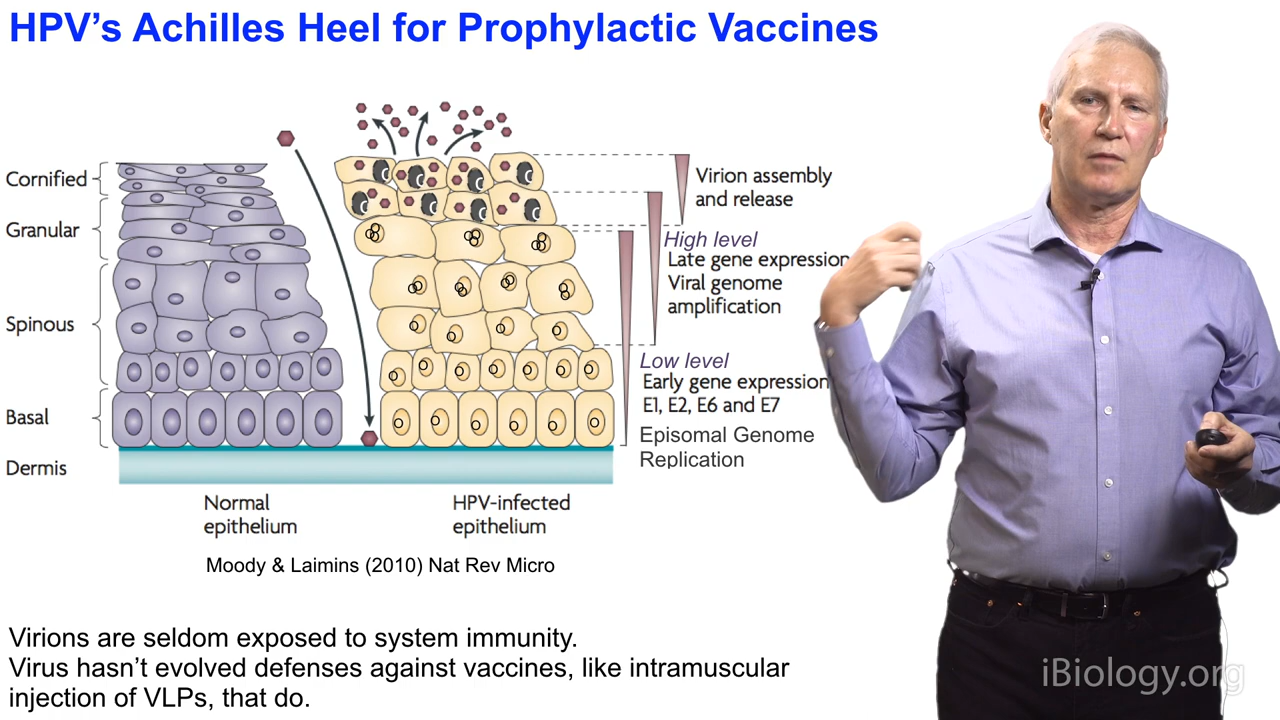 HPV’s Achilles Heel for Prophylactic Vaccines
Cornified
Granular
Spinous
Basal
Dermis
Virion assembly
and release
High level
Late gene expression
Viral genome
amplification
Low level
Early gene expression
E1, E2, E6 and E7
Episomal Genome
Replication
Normal
epithelium
HPV-infected
epithelium
Moody & Laimins (2010) Nat Rev Micro
Virions are seldom exposed to system immunity.
Virus hasn’t evolved defenses against vaccines, like intramuscular
injection of VLPs, that do.
iBiology.org